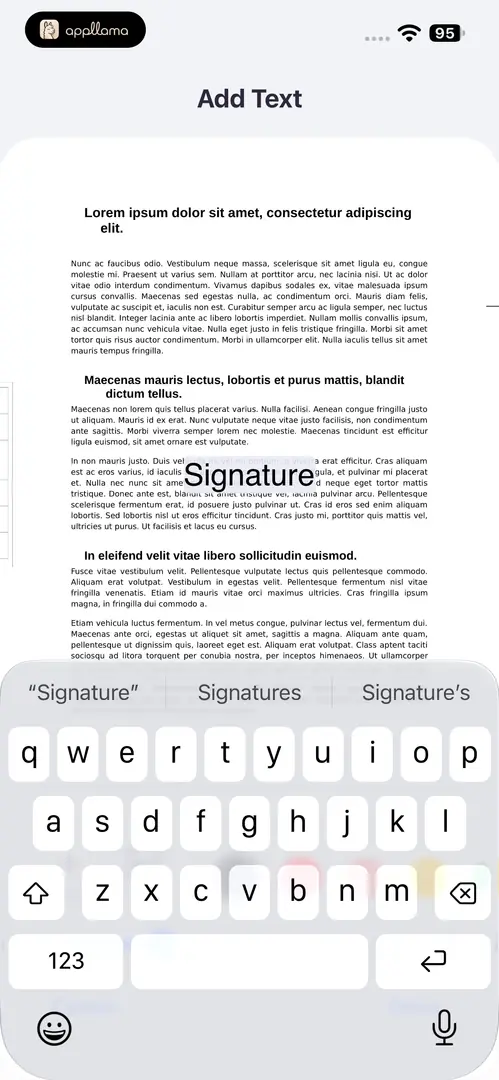 appllama
95
Add Text
Lorem ipsum dolor sit amet, consectetur adipiscing
elit.
Nunc ac faucibus odio. Vestibulum neque massa, scelerisque sit amet ligula eu, congue
molestie mi. Praesent ut varius sem. Nullam at porttitor arcu, nec lacinia nisi. Ut ac dolor
vitae odio interdum condimentum. Vivamus dapibus sodales ex, vitae malesuada ipsum
cursus convallis. Maecenas sed egestas nulla, ac condimentum orci. Mauris diam felis,
vulputate ac suscipit et, iaculis non est. Curabitur semper arcu ac ligula semper, nec luctus
nisl blandit. Integer lacinia ante ac libero lobortis imperdiet. Nullam mollis convallis ipsum,
ac accumsan nunc vehicula vitae. Nulla eget justo in felis tristique fringilla. Morbi sit amet
tortor quis risus auctor condimentum. Morbi in ullamcorper elit. Nulla iaculis tellus sit amet
mauris tempus fringilla.
Maecenas mauris lectus, lobortis et purus mattis, blandit
dictum tellus.
Maecenas non lorem quis tellus placerat varius. Nulla facilisi. Aenean congue fringilla justo
ut aliquam. Mauris id ex erat. Nunc vulputate neque vitae justo facilisis, non condimentum
ante sagittis. Morbi viverra semper lorem nec molestie. Maecenas tincidunt est efficitur
ligula euismod, sit amet ornare est vulputate.
In non mauris justo. Duis erat eget efficitur. Cras aliquam
est ac eros varius, id iaculis et pulvinar mi placerat
Signature
et. Nulla nec nunc sit neque eget efficitur. Morbi mattis
tristique. Donec ante est, blandit sit amet tristique vel, lacinia pulvinar arcu. Pellentesque
scelerisque fermentum erat, id posuere justo pulvinar ut. Cras id eros sed enim aliquam
lobortis. Sed lobortis nisl ut eros efficitur tincidunt. Cras justo mi, porttitor quis mattis vel,
ultricies ut purus. Ut facilisis et lacus eu cursus.
In eleifend velit vitae libero sollicitudin euismod.
Fusce vitae vestibulum velit. Pellentesque vulputate lectus quis pellentesque commodo.
Aliquam erat volutpat. Vestibulum in egestas velit. Pellentesque fermentum nisl vitae
fringilla venenatis. Etiam id mauris vitae orci maximus ultricies. Cras fringilla ipsum
magna, in fringilla dui commodo a.
Etiam vehicula luctus fermentum. In vel metus congue, pulvinar lectus vel, fermentum dui.
Maecenas ante orci, egestas ut aliquet sit amet, sagittis a magna. Aliquam ante quam,
pellentesque ut dignissim quis, laoreet eget est. Aliquam erat volutpat. Class aptent taciti
sociosqu ad litora torquent per conubia nostra, per inceptos himenaeos. Ut ullamcorper
“Signature” Signatures Signature’s
q w e r t y u i o p
a s d f g h j k l
z x c v b n m
123